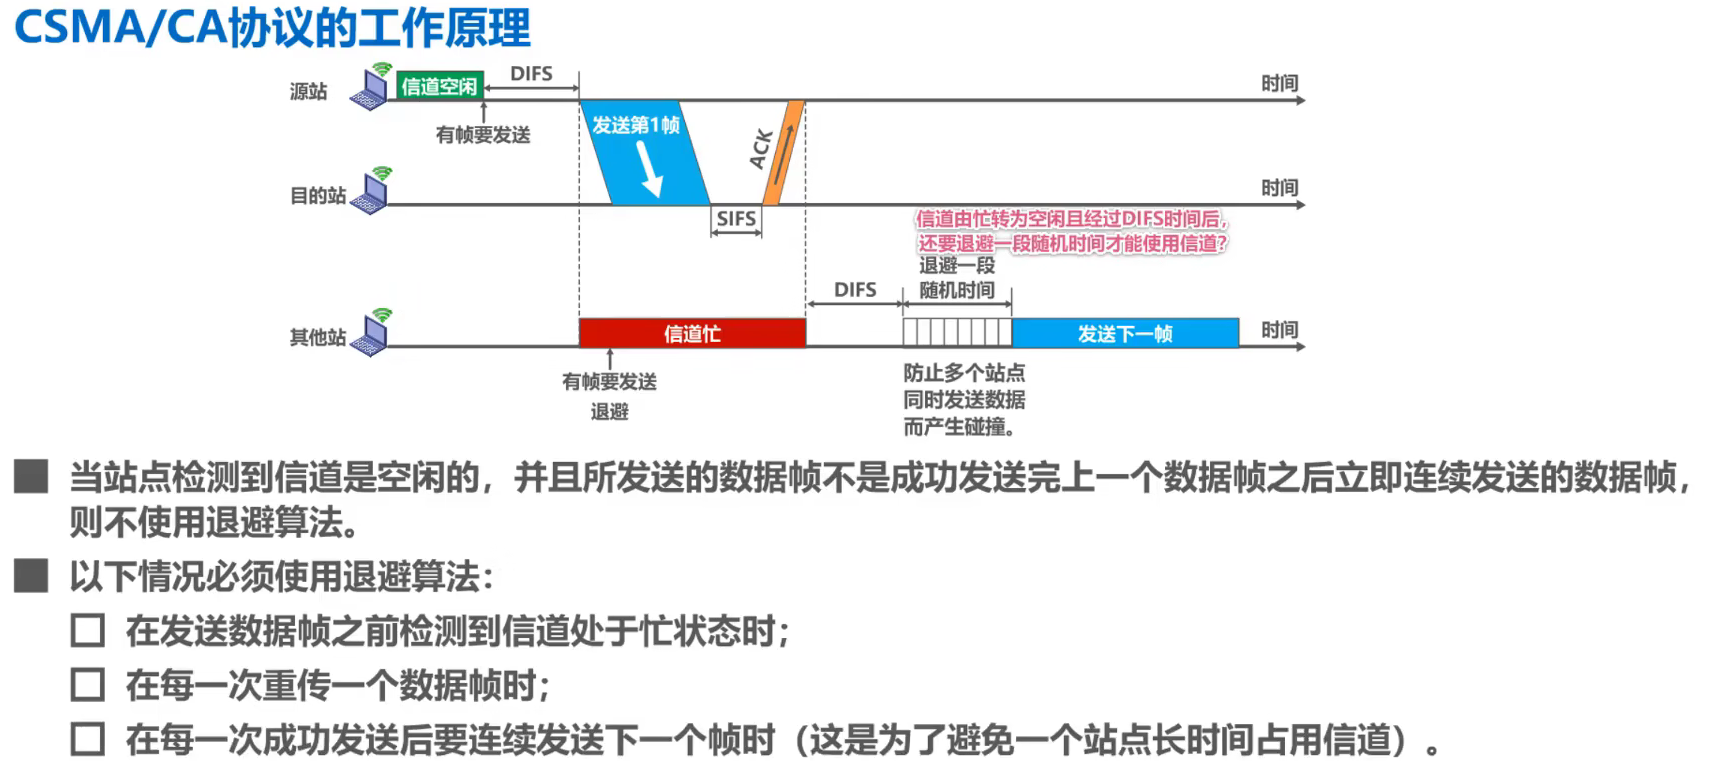 CSMA/CA协议的工作原理
源站
信道空闲
DIFS
时间
有帧要发送
发送第1帧
ACK
目的站
时间
SIFS
信道由忙转为空闲且经过DIFS时间后,
还要退避一段随机时间才能使用信道?
退避一段
随机时间
DIFS
其他站
信道忙
发送下一帧
时间
有帧要发送
退避
防止多个站点
同时发送数据
而产生碰撞。
当站点检测到信道是空闲的，并且所发送的数据帧不是成功发送完上一个数据帧之后立即连续发送的数据帧，
则不使用退避算法。
以下情况必须使用退避算法：
在发送数据帧之前检测到信道处于忙状态时；
在每一次重传一个数据帧时；
在每一次成功发送后要连续发送下一个帧时（这是为了避免一个站点长时间占用信道）。